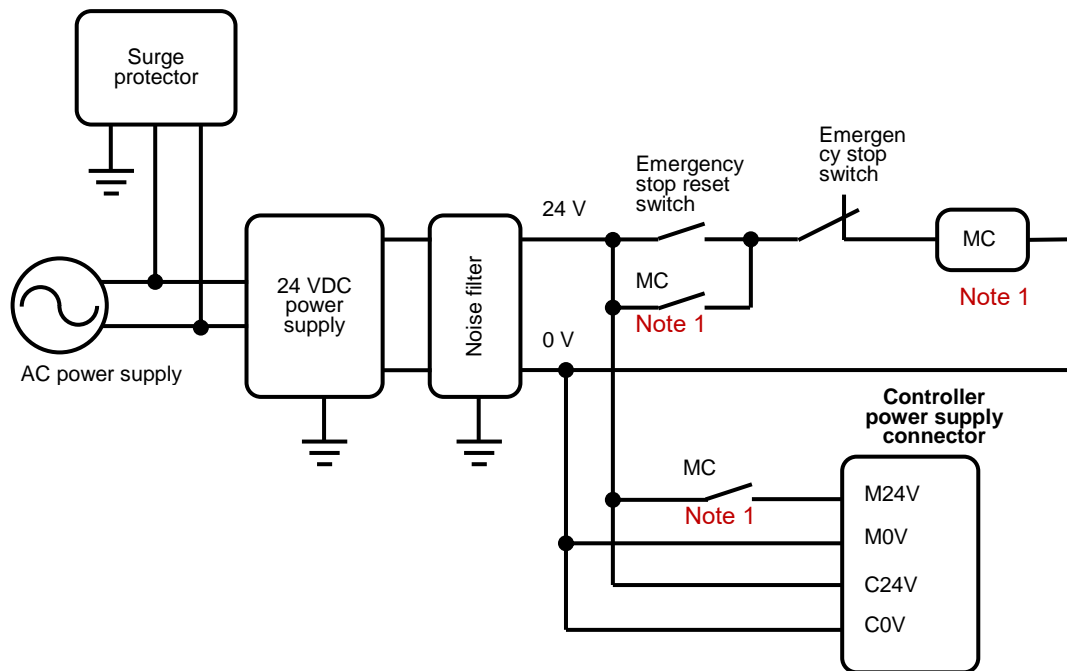 Surge
protector
Emergen
cy stop
switch
Emergency
stop reset
switch
24 V
MC
Note 1
MC
Note 1
24 VDC
power
supply
Noise filter
0 V
AC power supply
Controller
power supply
connector
MC
Note 1
M24V
M0V
C24V
C0V